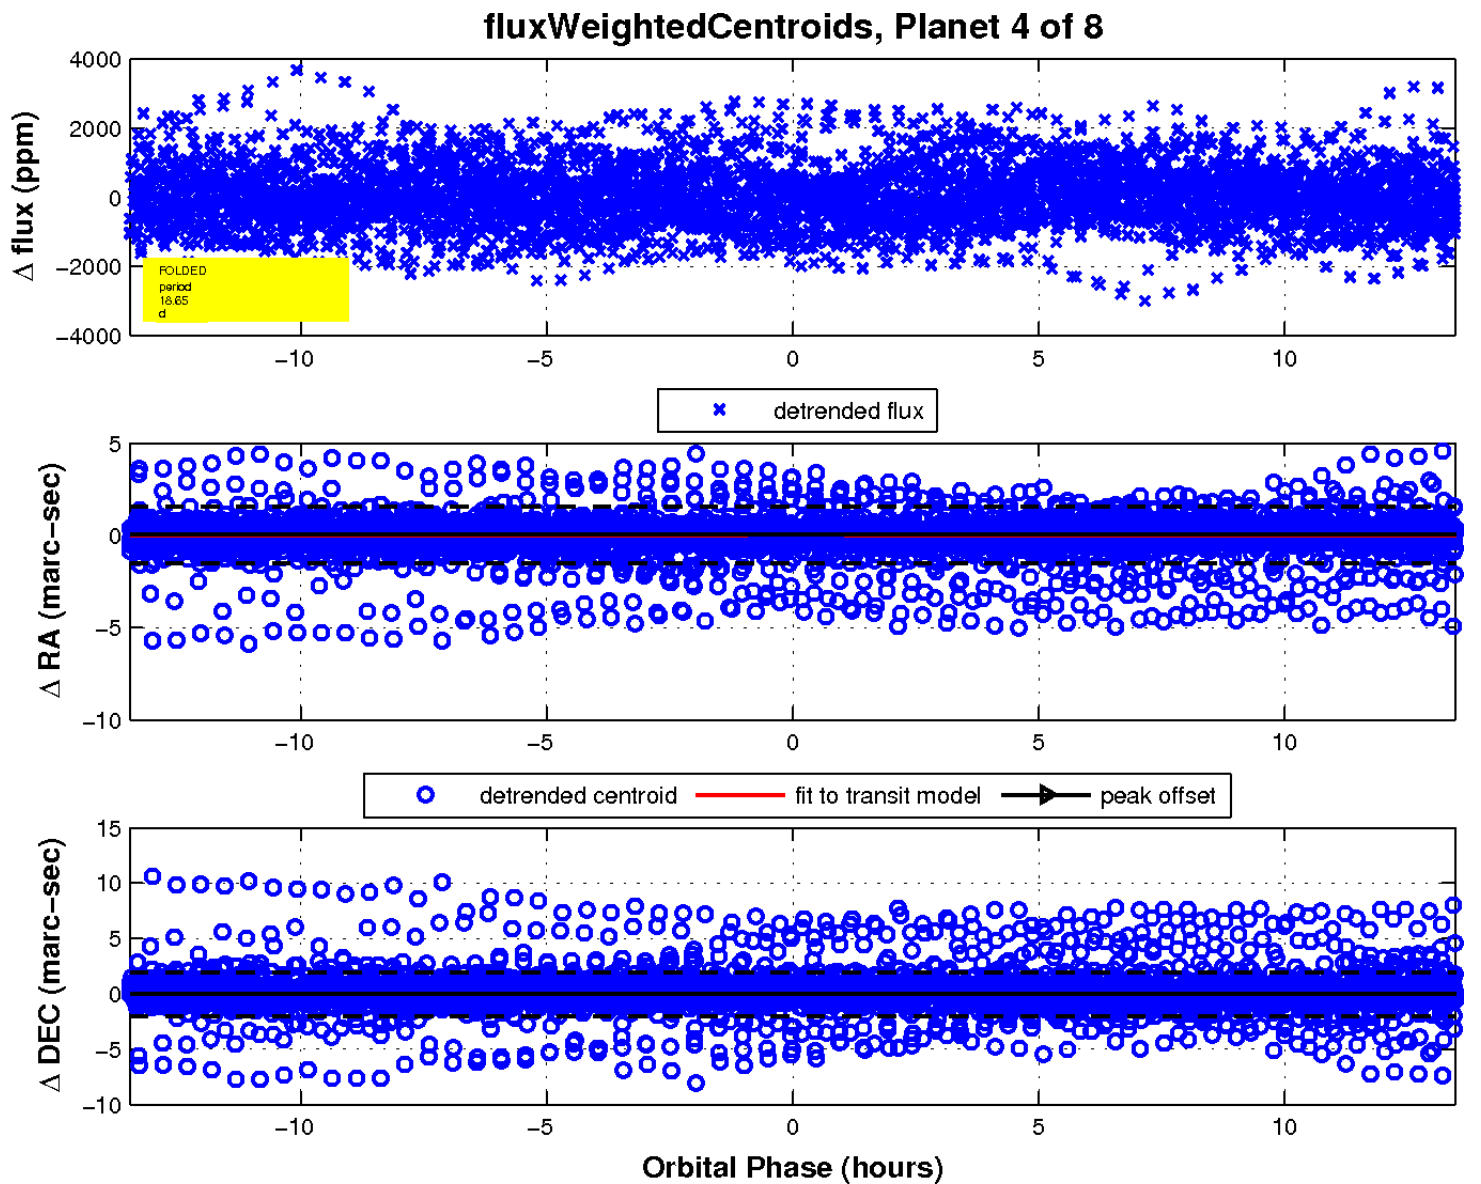 fluxWeightedCentroids, Planet 4 of 8
Δ flux (ppm)
4000
2000
0
−2000
−4000
FOLDED
period
18.65
d
−10
−5
0
5
10
detrended flux
Δ RA (marc−sec)
5
0
−5
−10
−10
−5
0
5
10
detrended centroid
fit to transit model
peak offset
Δ DEC (marc−sec)
15
10
5
0
−5
−10
−10
−5
0
5
10
Orbital Phase (hours)